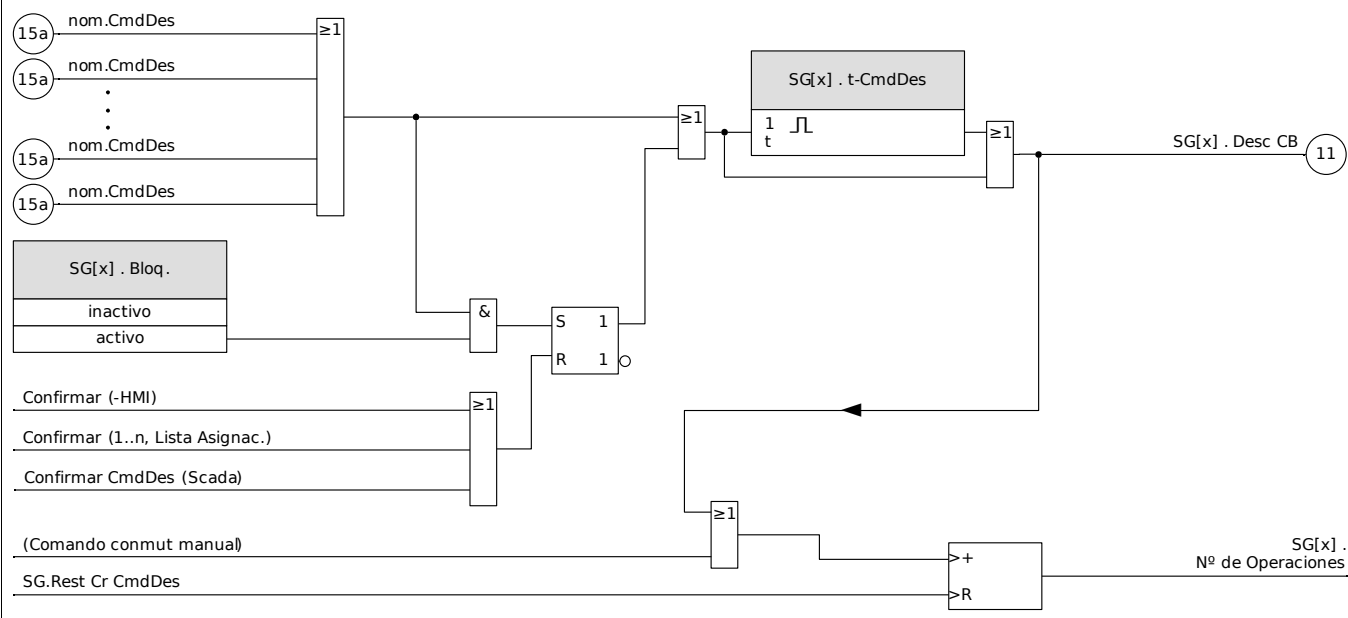 15a nom.CmdDes
15a nom.CmdDes
15a nom.CmdDes
15a nom.CmdDes
≥1
SG[x] . Bloq.
inactivo
activo
&
S 1
R 1
Confirmar (-HMI)
Confirmar (1..n, Lista Asignac.)
Confirmar CmdDes (Scada)
≥1
≥1
SG[x] . t-CmdDes
1
t
≥1
SG[x] . Desc CB 11
(Comando conmut manual)
SG.Rest Cr CmdDes
≥1
>+
>R
SG[x] .
Nº de Operaciones